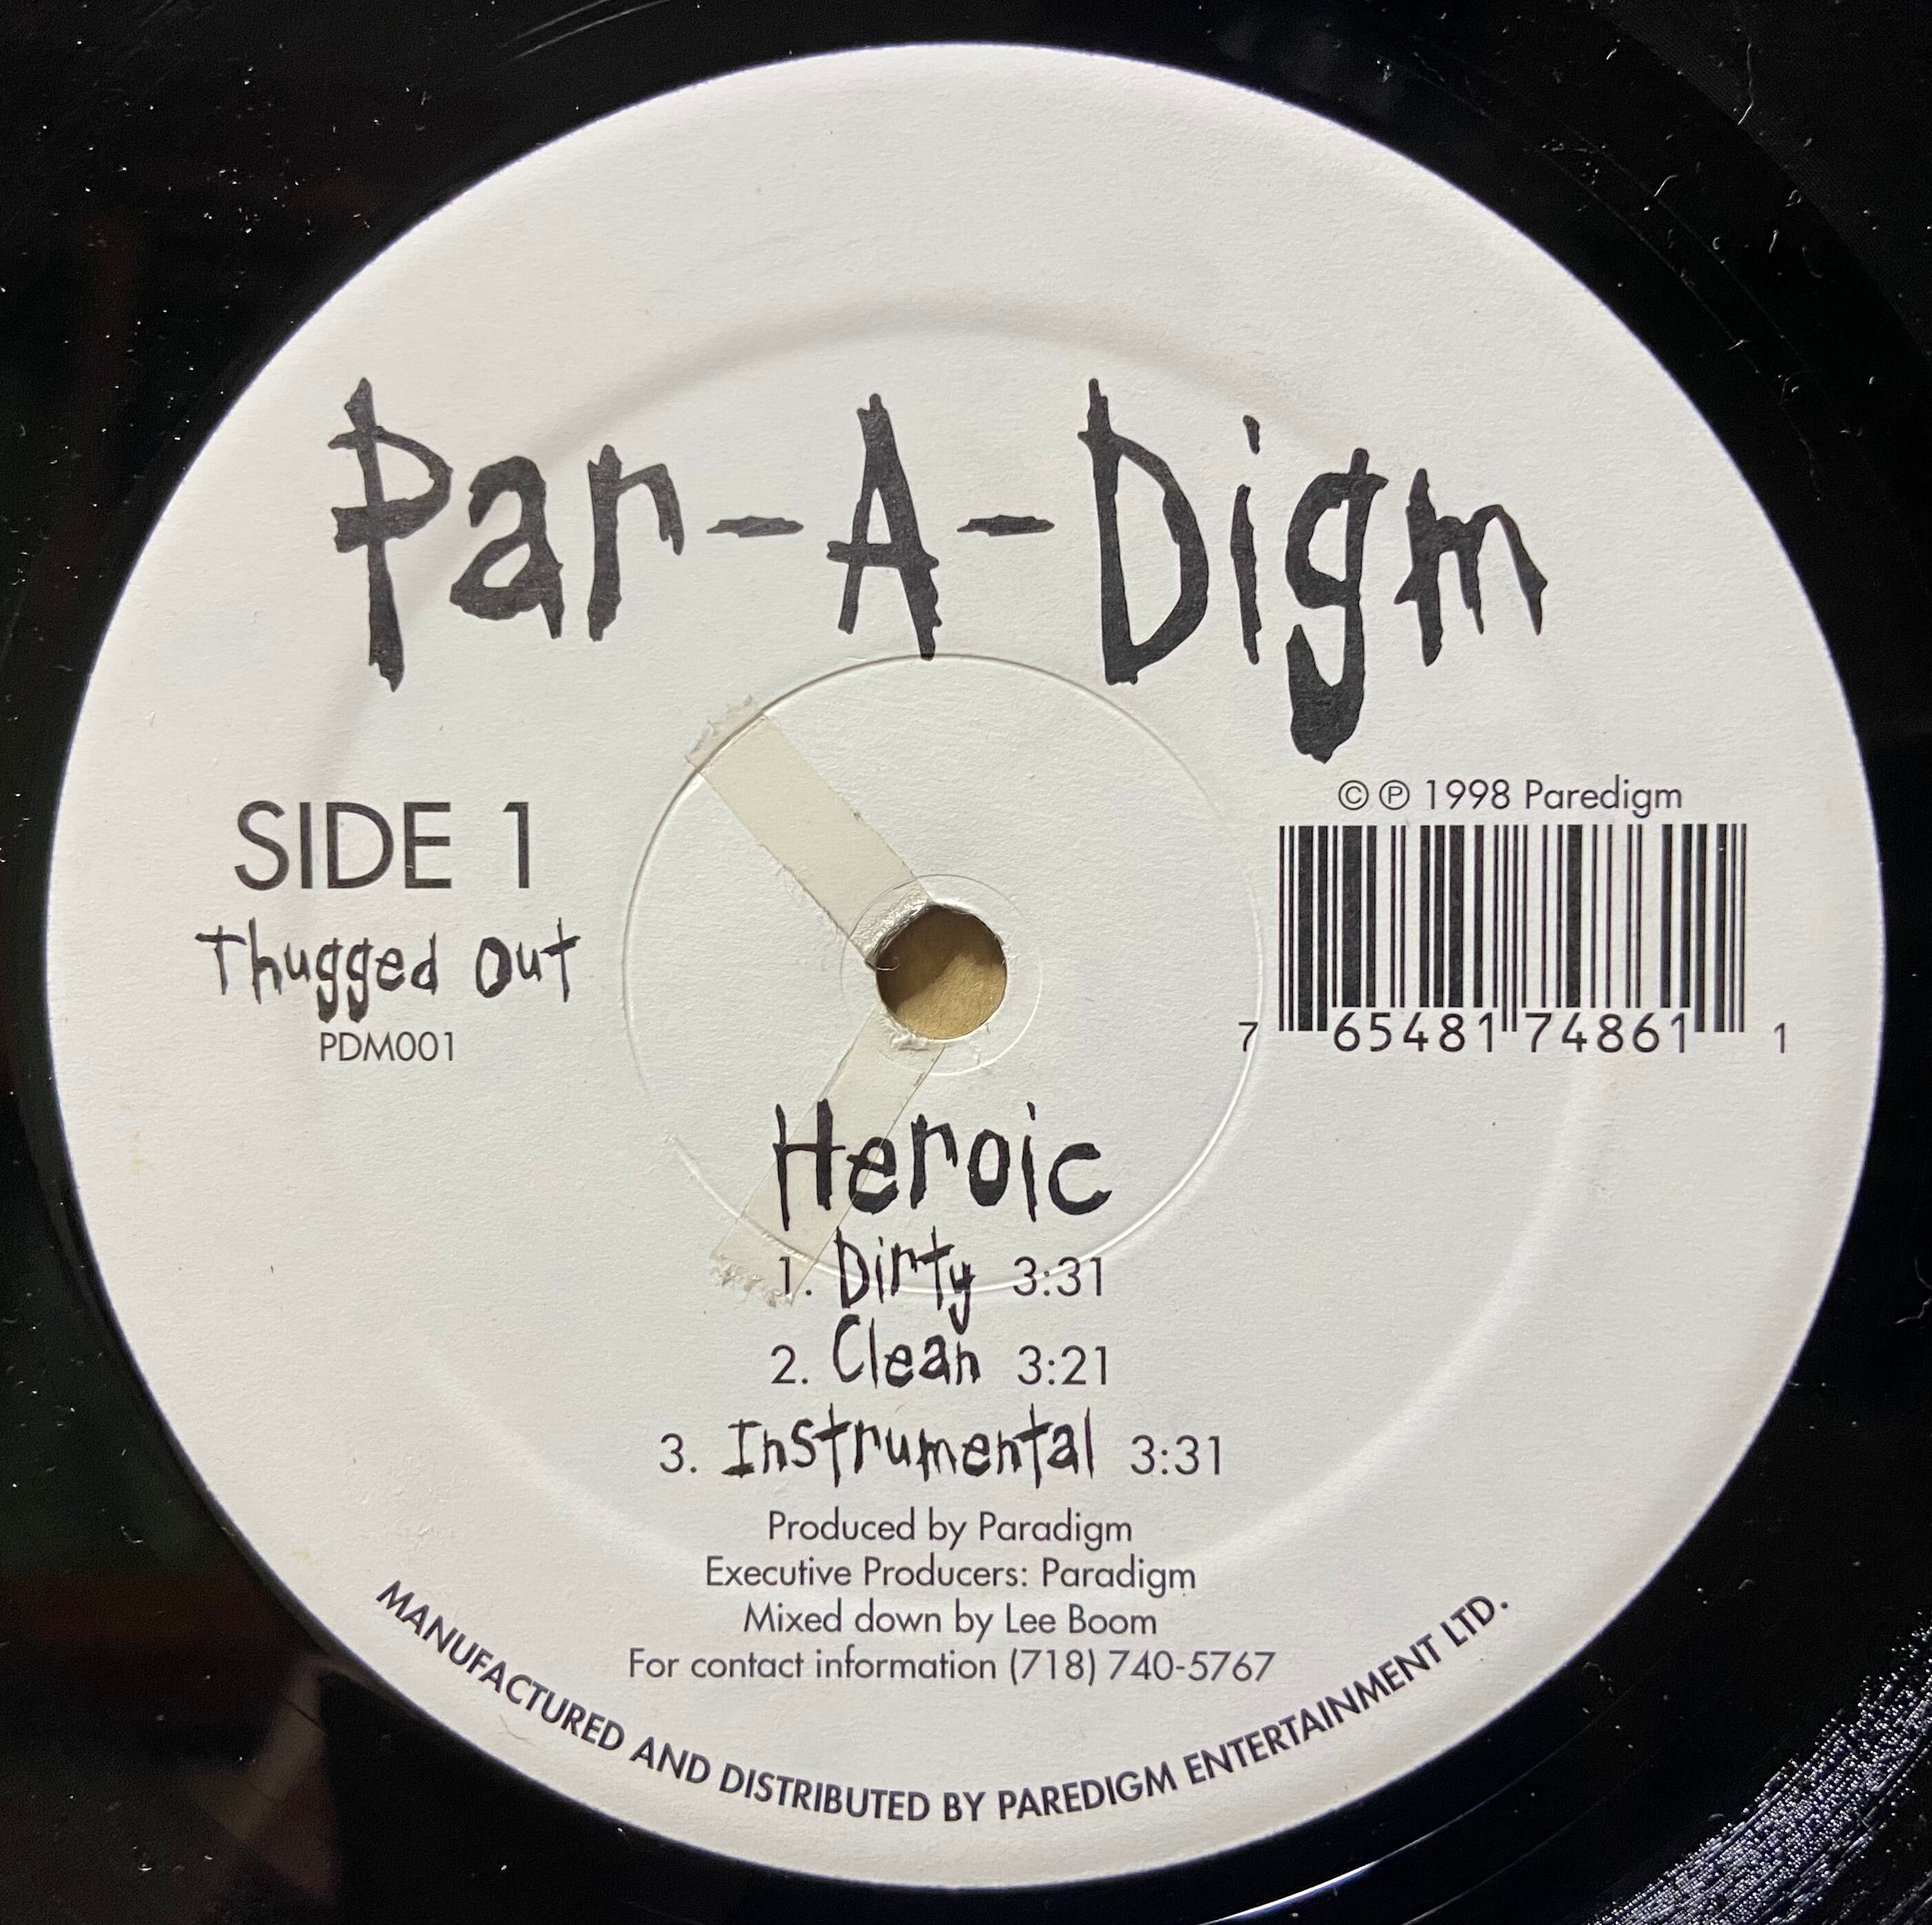 Par-A-Digm
© ℗ 1998 Paredigm
SIDE 1
Thugged Out
PDM001
7 65481 74861 1
Heroic
1. Dirty 3:31
2. Clean 3:21
3. Instrumental 3:31
Produced by Paradigm
Executive Producers: Paradigm
Mixed down by Lee Boom
For contact information (718) 740-5767
MANUFACTURED AND DISTRIBUTED BY PAREDIGM ENTERTAINMENT LTD.